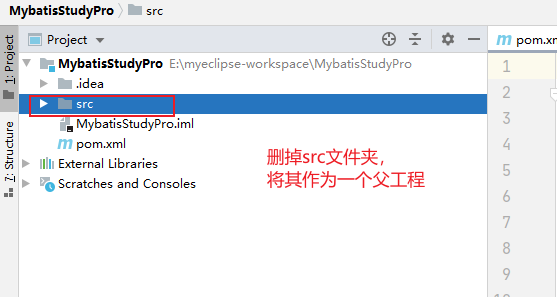 MybatisStudyPro 〉 src
1: Project
7: Structure
Project
MybatisStudyPro E:\myeclipse-workspace\MybatisStudyPro
.idea
src
MybatisStudyPro.iml
pom.xml
External Libraries
Scratches and Consoles
删掉src文件夹，
将其作为一个父工程
pom.xml
1
2
3
4
5
6
7
8
9